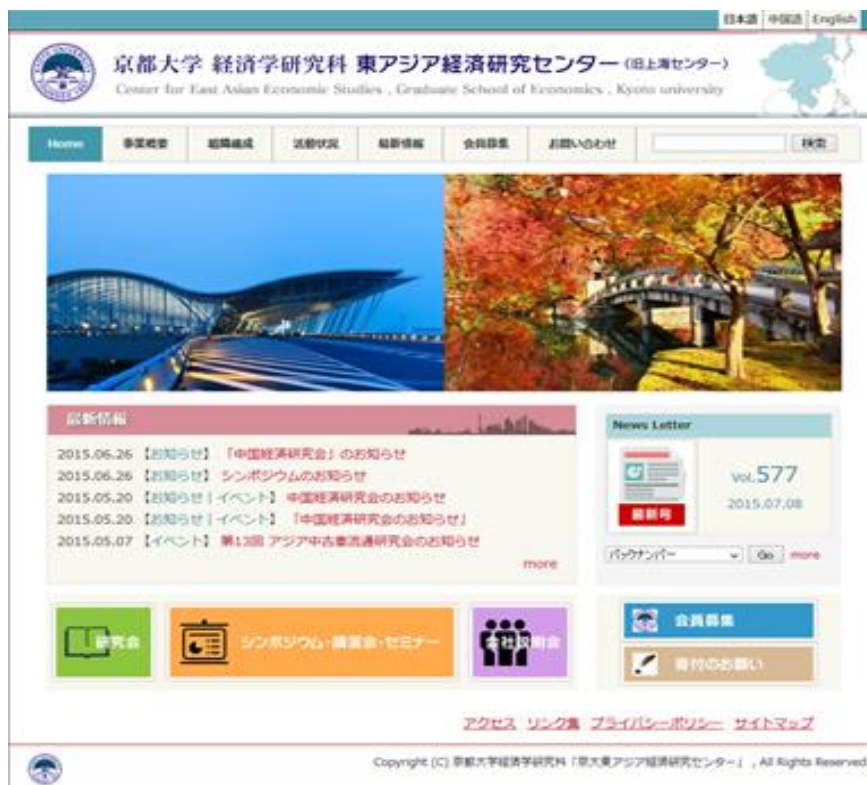 日本語 中国語 English
京都大学 経済学研究科 東アジア経済研究センター (旧上海センター)
Center for East Asian Economic Studies , Graduate School of Economics , Kyoto university
Home 事業概要 組織構成 活動状況 最新情報 会員募集 お問い合わせ 検索
最新情報
2015.06.26 【お知らせ】 「中国経済研究会」のお知らせ
2015.06.26 【お知らせ】 シンポジウムのお知らせ
2015.05.20 【お知らせ | イベント】 中国経済研究会のお知らせ
2015.05.20 【お知らせ | イベント】 「中国経済研究会のお知らせ」
2015.05.07 【イベント】 第13回 アジア中古車流通研究会のお知らせ
more
News Letter
最新号
Vol.577
2015.07.08
バックナンバー Go more
研究会
シンポジウム・講演会・セミナー
会社説明会
会員募集
寄付のお願い
アクセス リンク集 プライバシーポリシー サイトマップ
Copyright (C) 京都大学経済学研究科「京大東アジア経済研究センター」 , All Rights Reserved